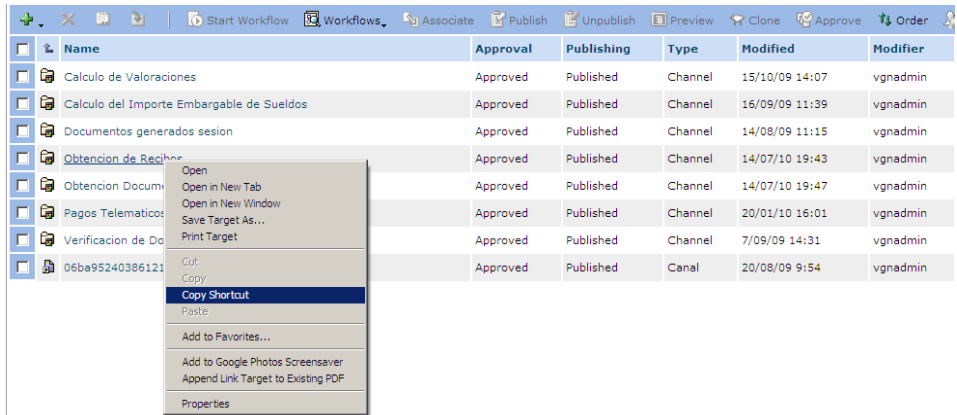 Start Workflow Workflows Associate Publish Unpublish Preview Clone Approve Order
Name Approval Publishing Type Modified Modifier
Calculo de Valoraciones Approved Published Channel 15/10/09 14:07 vgnadmin
Calculo del Importe Embargable de Sueldos Approved Published Channel 16/09/09 11:39 vgnadmin
Documentos generados sesion Approved Published Channel 14/08/09 11:15 vgnadmin
Obtencion de Recibos Approved Published Channel 14/07/10 19:43 vgnadmin
Obtencion Docum Approved Published Channel 14/07/10 19:47 vgnadmin
Pagos Telematicos Approved Published Channel 20/01/10 16:01 vgnadmin
Verificacion de Do Approved Published Channel 7/09/09 14:31 vgnadmin
06ba95240386121 Approved Published Canal 20/08/09 9:54 vgnadmin
Open
Open in New Tab
Open in New Window
Save Target As...
Print Target
Cut
Copy
Copy Shortcut
Paste
Add to Favorites...
Add to Google Photos Screensaver
Append Link Target to Existing PDF
Properties